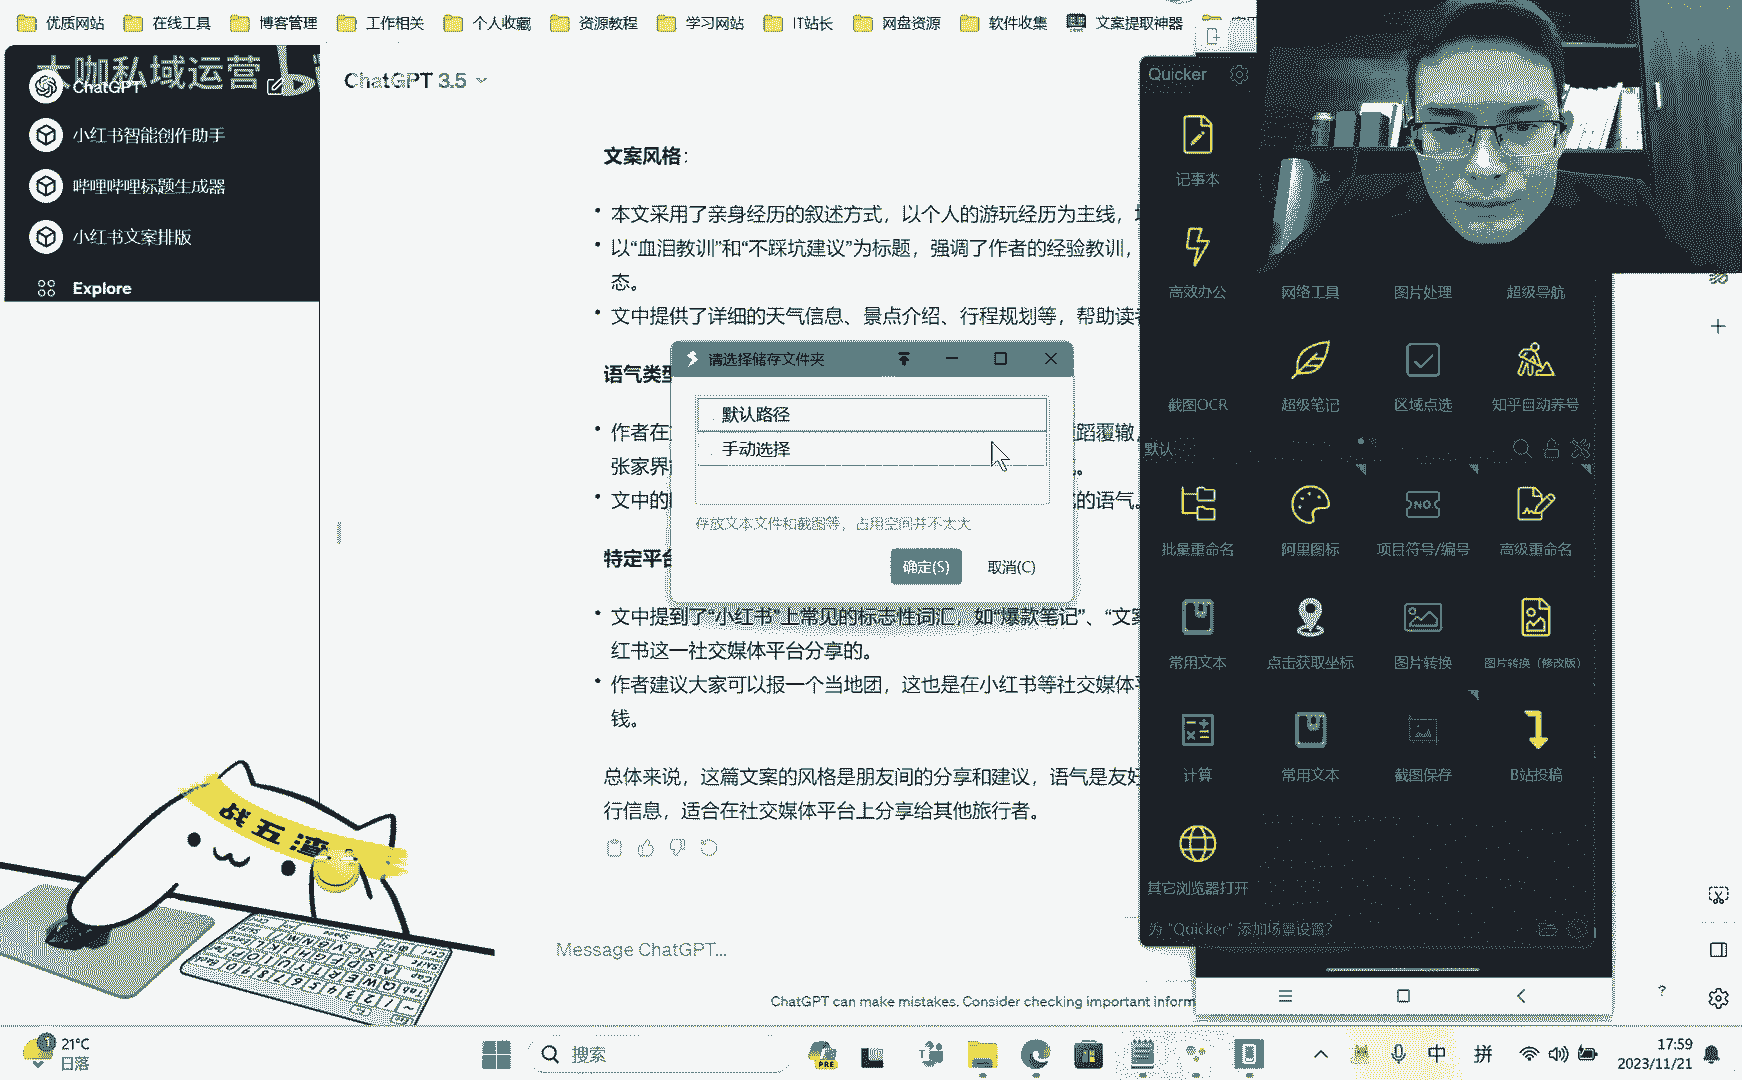 优质网站 在线工具 博客管理 工作相关 个人收藏 资源教程 学习网站 IT站长 网盘资源 软件收集 文案提取神器
大咖私域运营
ChatGPT
小红书智能创作助手
哔哩哔哩标题生成器
小红书文案排版
Explore
ChatGPT 3.5
文案风格：
本文采用了亲身经历的叙述方式，以个人的游玩经历为主线，
以“血泪教训”和“不踩坑建议”为标题，强调了作者的经验教训，
态。
文中提供了详细的天气信息、景点介绍、行程规划等，帮助读者
语气类型
作者在
蹈覆辙，
张家界
文中的
的语气。
特定平台
文中提到了“小红书”上常见的标志性词汇，如“爆款笔记”、“文案
红书这一社交媒体平台分享的。
作者建议大家可以报一个当地团，这也是在小红书等社交媒体平
钱。
总体来说，这篇文案的风格是朋友间的分享和建议，语气是友好
行信息，适合在社交媒体平台上分享给其他旅行者。
Message ChatGPT...
ChatGPT can make mistakes. Consider checking important inform
请选择储存文件夹
默认路径
手动选择
存放文本文件和截图等，占用空间并不太大
确定(S) 取消(C)
Quicker
记事本
高效办公 网络工具 图片处理 超级导航
截图OCR 超级笔记 区域点选 知乎自动养号
默认
批量重命名 阿里图标 项目符号/编号 高级重命名
常用文本 点击获取坐标 图片转换 图片转换（修改版）
计算 常用文本 截图保存 B站投稿
其它浏览器打开
为 "Quicker" 添加场景设置?
战五渣
21°C
日落
搜索
PRE
中 拼
17:59
2023/11/21